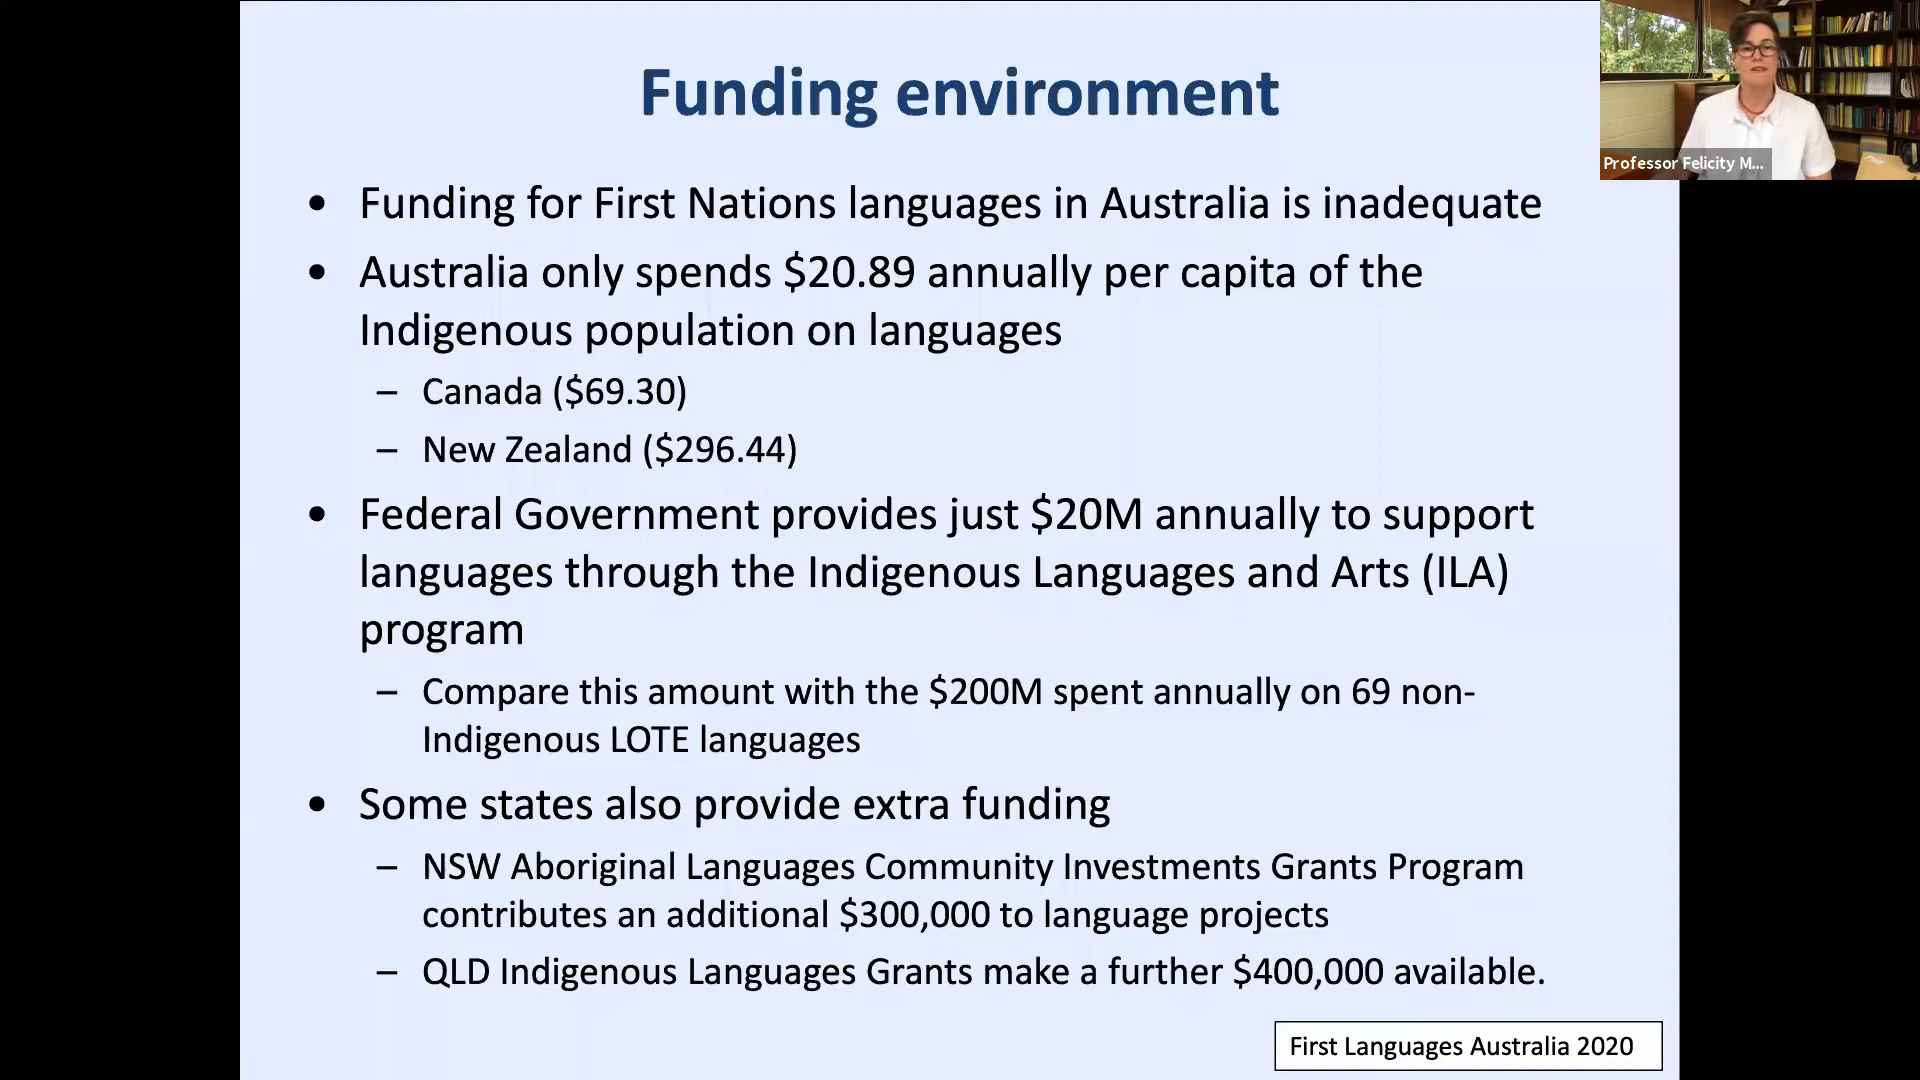 Funding environment
Professor Felicity M...
• Funding for First Nations languages in Australia is inadequate
• Australia only spends $20.89 annually per capita of the
Indigenous population on languages
– Canada ($69.30)
– New Zealand ($296.44)
• Federal Government provides just $20M annually to support
languages through the Indigenous Languages and Arts (ILA)
program
– Compare this amount with the $200M spent annually on 69 non-
Indigenous LOTE languages
• Some states also provide extra funding
– NSW Aboriginal Languages Community Investments Grants Program
contributes an additional $300,000 to language projects
– QLD Indigenous Languages Grants make a further $400,000 available.
First Languages Australia 2020